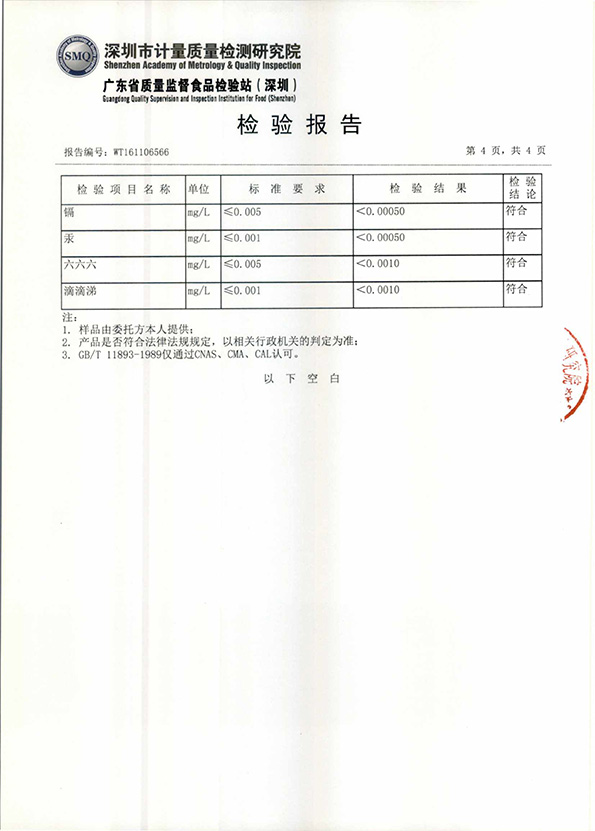 SMQ
深圳市计量质量检测研究院
Shenzhen Academy of Metrology & Quality Inspection
广东省质量监督食品检验站（深圳）
Guangdong Quality Supervision and Inspection Institution for Food (Shenzhen)
检 验 报 告
报告编号：WT161106566 第 4 页，共 4 页
检 验 项 目 名 称 单位 标 准 要 求 检 验 结 果 检 验 结 论
镉 mg/L ≤0.005 ＜0.00050 符合
汞 mg/L ≤0.001 ＜0.00050 符合
六六六 mg/L ≤0.005 ＜0.0010 符合
滴滴涕 mg/L ≤0.001 ＜0.0010 符合
注：
1. 样品由委托方本人提供；
2. 产品是否符合法律法规规定，以相关行政机关的判定为准；
3. GB/T 11893-1989仅通过CNAS、CMA、CAL认可。
以 下 空 白
研究院